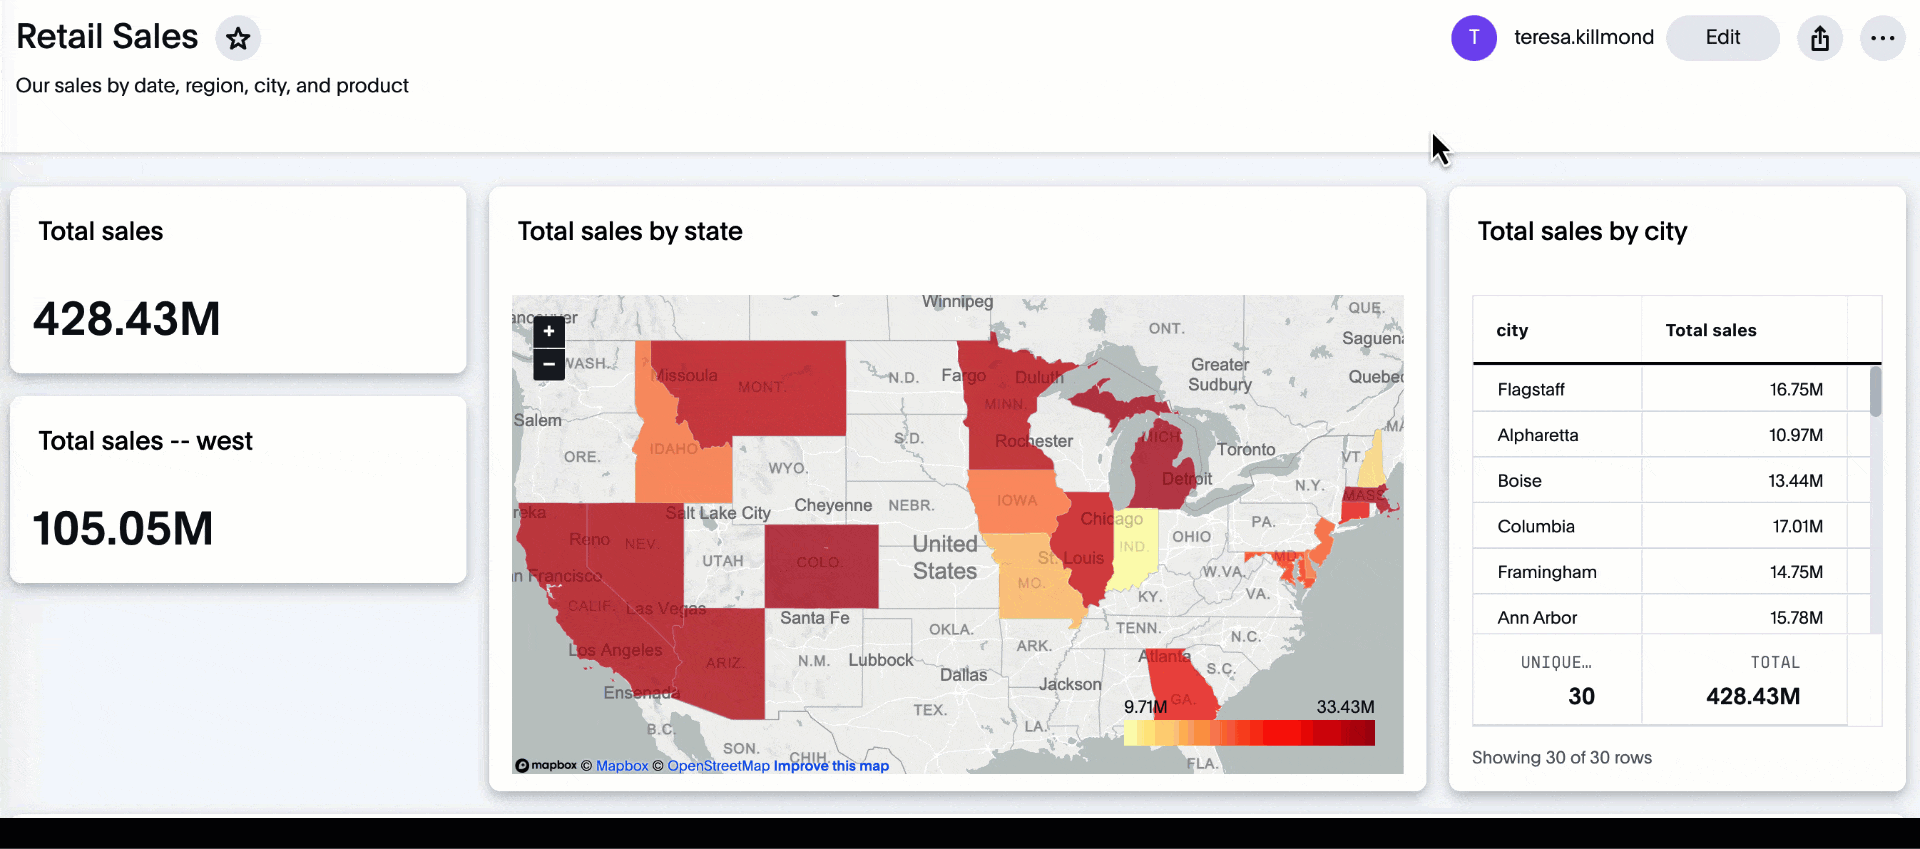 Retail Sales
T
teresa.killmond
Edit
Our sales by date, region, city, and product
Total sales
428.43M
Total sales -- west
105.05M
Total sales by state
Winnipeg
QUE.
ONT.
Greater
Sudbury
WASH.
Missoula
MONT.
N.D.
Fargo
Duluth
MINN.
Salem
ORE.
IDAHO
WYO.
S.D.
Rochester
MICH.
Toronto
VT.
Detroit
N.Y.
MASS.
Salt Lake City
Cheyenne
NEBR.
IOWA
Chicago
PA.
Reno
NEV.
UTAH
COLO.
United
States
St. Louis
IND.
OHIO
MD.
MO.
W.VA.
KY.
VA.
CALIF.
Las Vegas
Santa Fe
OKLA.
TENN.
N.C.
Los Angeles
ARIZ.
N.M.
Lubbock
ARK.
Atlanta
S.C.
Ensenada
Dallas
Jackson
GA.
B.C.
SON.
CHIH.
TEX.
LA.
FLA.
9.71M
33.43M
mapbox © Mapbox © OpenStreetMap Improve this map
Total sales by city
city Total sales
Flagstaff 16.75M
Alpharetta 10.97M
Boise 13.44M
Columbia 17.01M
Framingham 14.75M
Ann Arbor 15.78M
UNIQUE… TOTAL
30 428.43M
Showing 30 of 30 rows